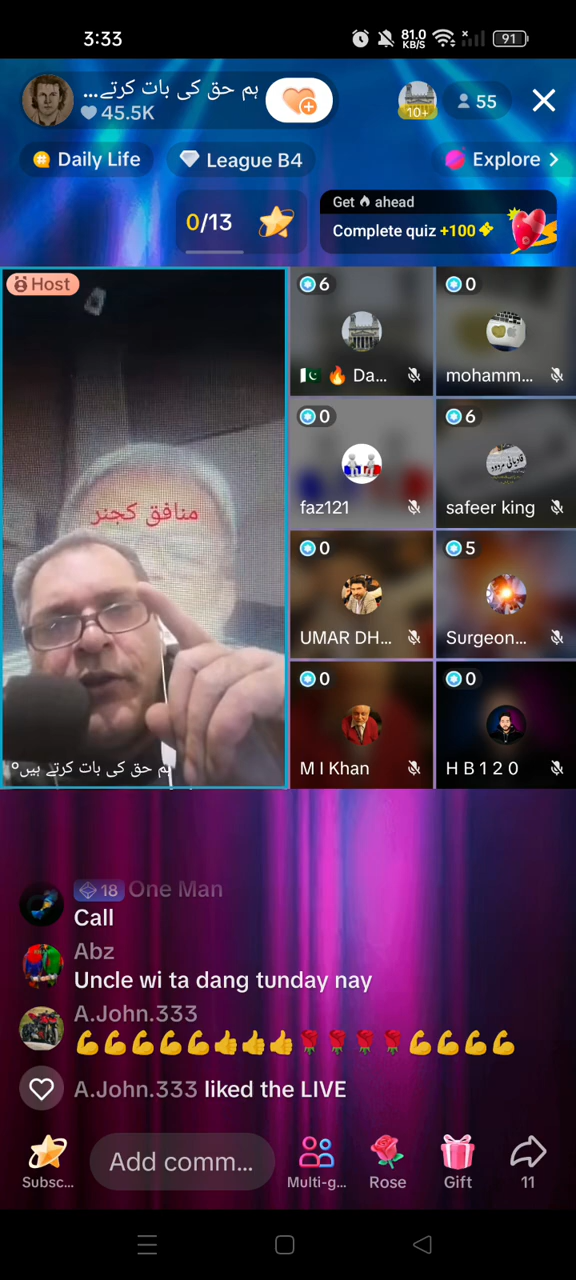 3:33
81.0 KB/S
91
ہم حق کی بات کرتے...
45.5K
10+
55
Daily Life
League B4
Explore >
0/13
Get ahead
Complete quiz +100
Host
منافق کجنر
ہم حق کی بات کرتے ہیںº
6
Da...
0
mohamm...
0
faz121
6
safeer king
0
UMAR DH...
5
Surgeon...
0
M I Khan
0
H B 1 2 0
18 One Man
Call
Abz
Uncle wi ta dang tunday nay
A.John.333
💪💪💪💪💪👍👍👍🌹🌹🌹🌹💪💪💪💪
A.John.333 liked the LIVE
Add comm...
Subsc...
Multi-g...
Rose
Gift
11